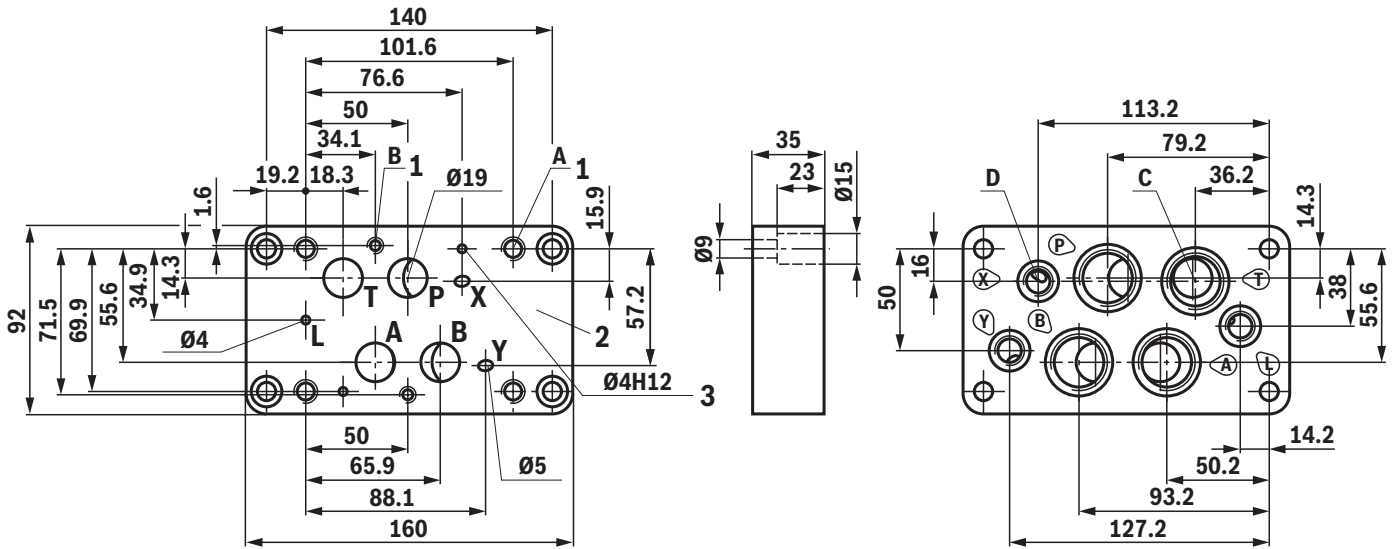 140
101.6
76.6
50
34.1
19.2 18.3
B 1
Ø19
A 1
1.6
15.9
92
71.5
69.9
55.6
34.9
14.3
57.2
T P X
L
A B
Y
2
Ø4
Ø4H12
3
50
65.9
88.1
160
Ø5
35
23
Ø15
Ø9
113.2
79.2
36.2
D
C
14.3
50
16
38
55.6
P
X
T
Y B
A L
14.2
50.2
93.2
127.2